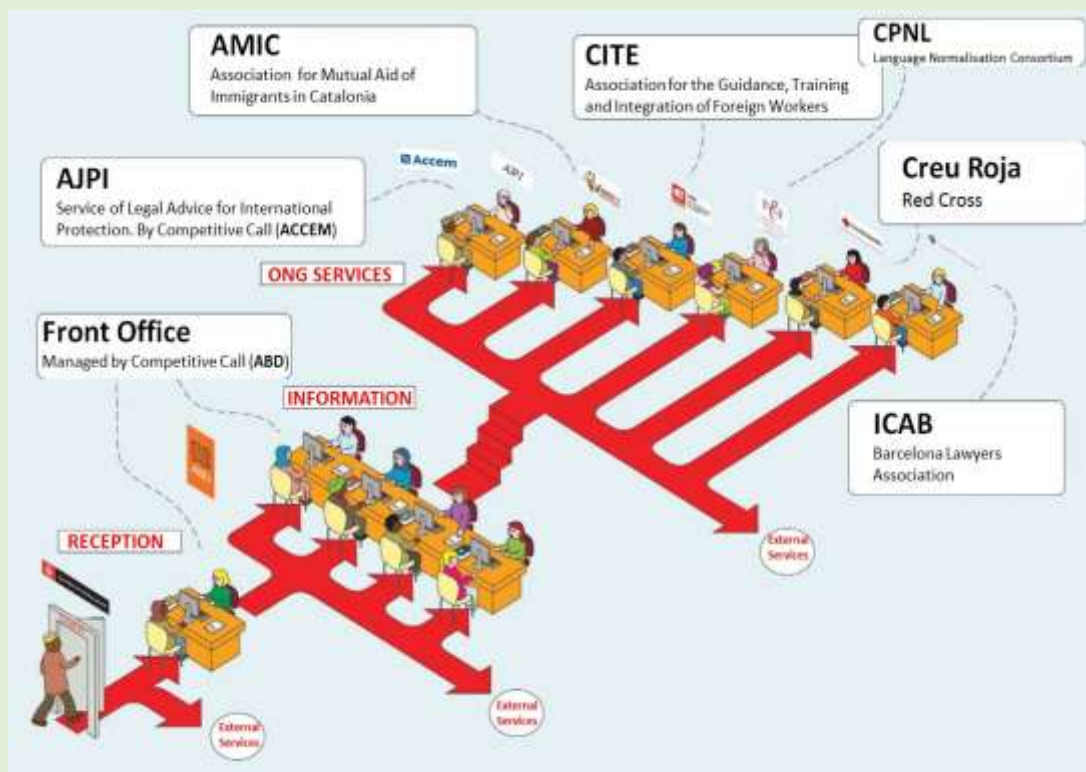 AMIC
Association for Mutual Aid of
Immigrants in Catalonia
CITE
Association for the Guidance, Training
and Integration of Foreign Workers
CPNL
Language Normalisation Consortium
AJPI
Service of Legal Advice for International
Protection. By Competitive Call (ACCEM)
Accem
AJPI
Creu Roja
Red Cross
ONG SERVICES
Front Office
Managed by Competitive Call (ABD)
INFORMATION
ICAB
Barcelona Lawyers
Association
RECEPTION
External
Services
External
Services
External
Services